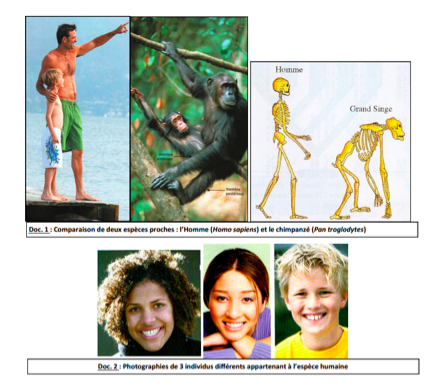 Homme
Grand Singe
Doc. 1 : Comparaison de deux espèces proches : l'Homme (Homo sapiens) et le chimpanzé (Pan troglodytes)
Doc. 2 : Photographies de 3 individus différents appartenant à l'espèce humaine